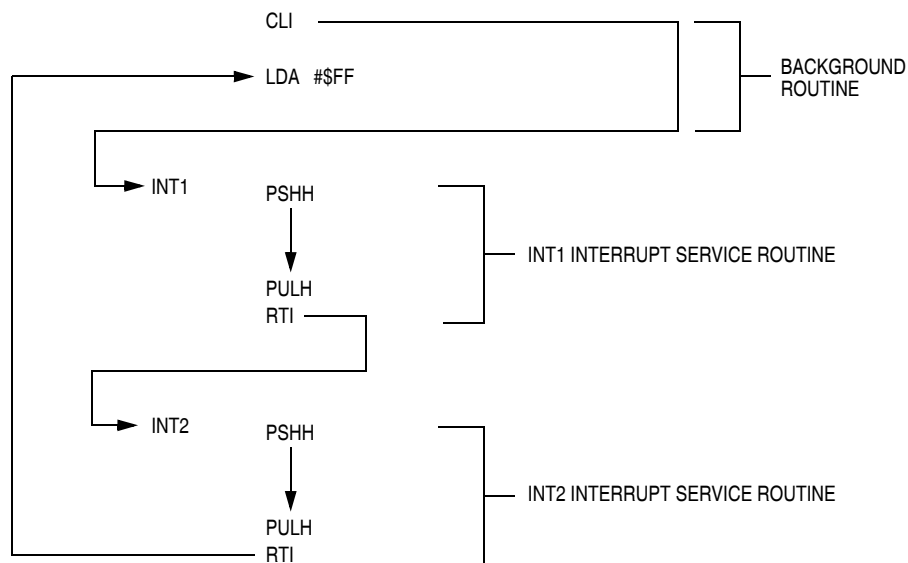 CLI
LDA #$FF
BACKGROUND
ROUTINE
INT1
PSHH
INT1 INTERRUPT SERVICE ROUTINE
PULH
RTI
INT2
PSHH
INT2 INTERRUPT SERVICE ROUTINE
PULH
RTI